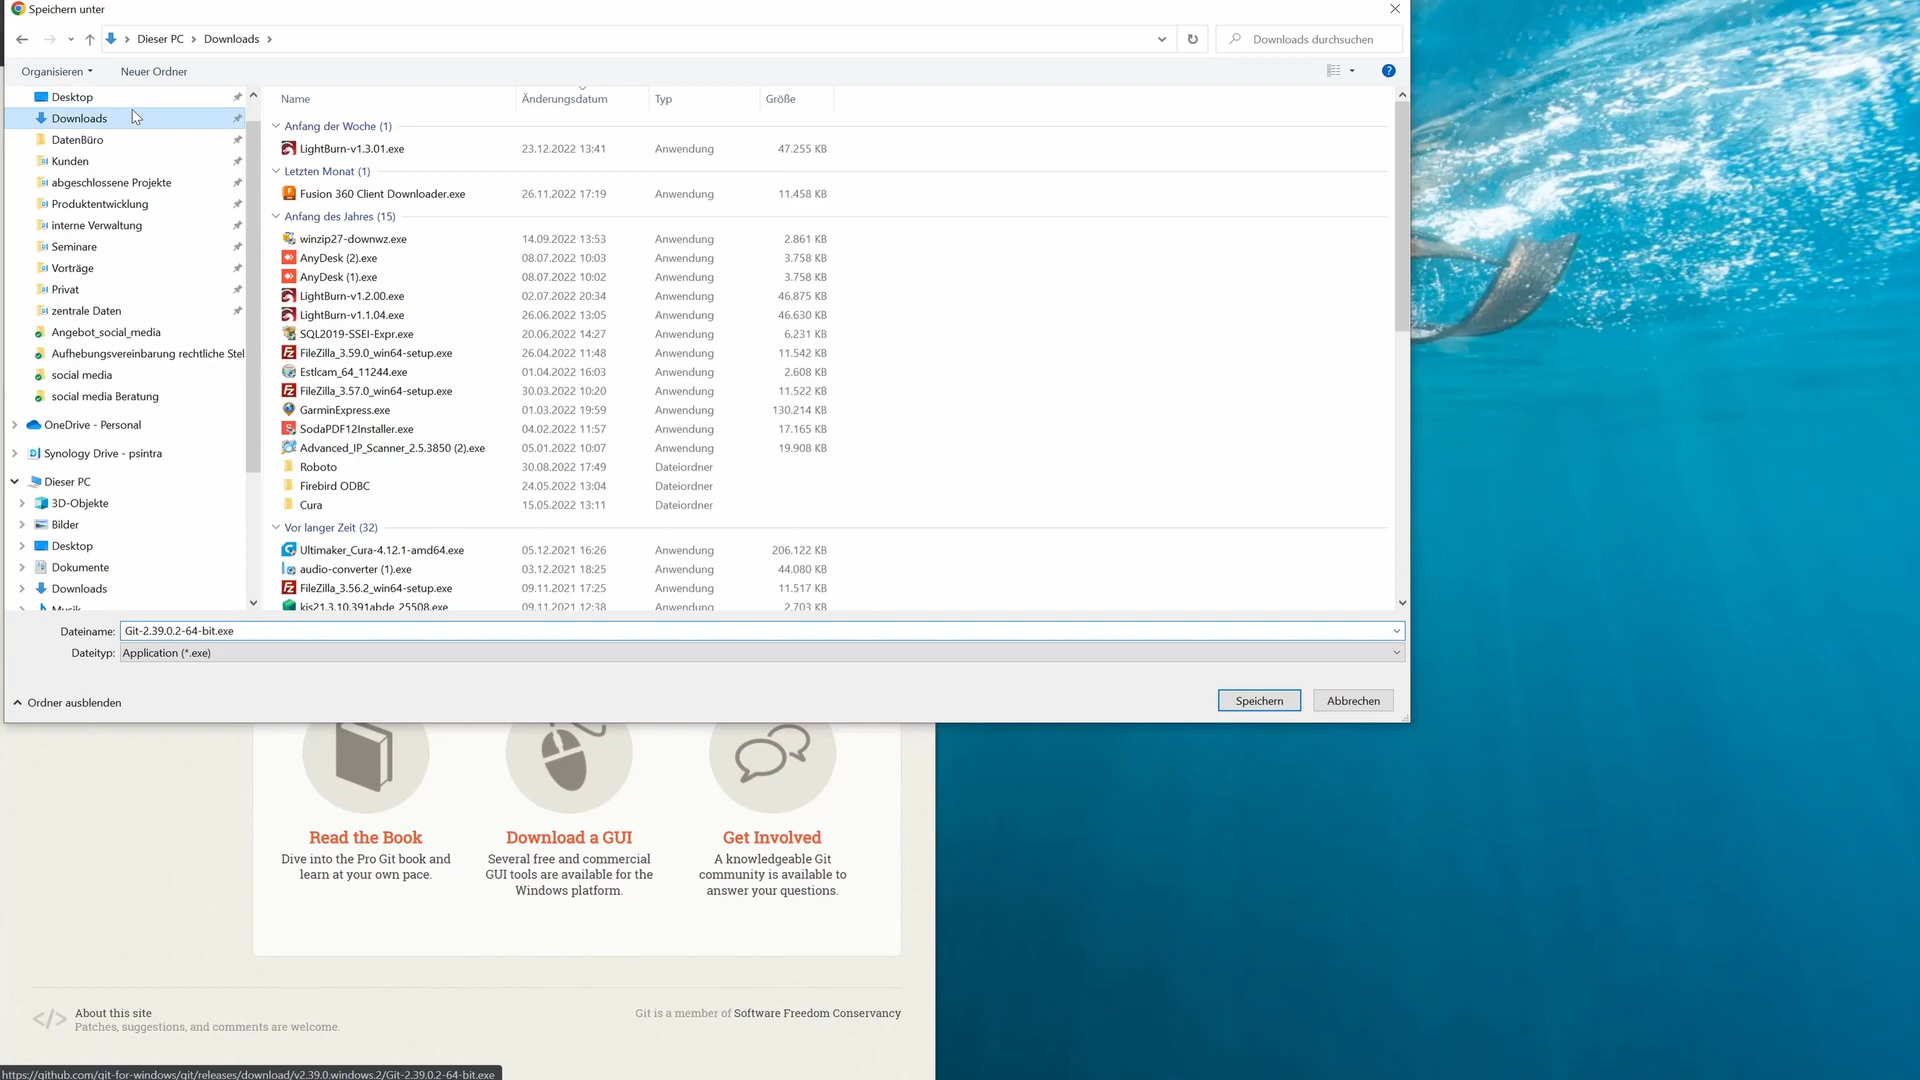 Speichern unter
Dieser PC
Downloads
Downloads durchsuchen
Organisieren
Neuer Ordner
Desktop
Downloads
DatenBüro
Kunden
abgeschlossene Projekte
Produktentwicklung
interne Verwaltung
Seminare
Vorträge
Privat
zentrale Daten
Angebot_social_media
Aufhebungsvereinbarung rechtliche Stel
social media
social media Beratung
OneDrive - Personal
Synology Drive - psintra
Dieser PC
3D-Objekte
Bilder
Desktop
Dokumente
Downloads
Musik
Name Änderungsdatum Typ Größe
Anfang der Woche (1)
LightBurn-v1.3.01.exe 23.12.2022 13:41 Anwendung 47.255 KB
Letzten Monat (1)
Fusion 360 Client Downloader.exe 26.11.2022 17:19 Anwendung 11.458 KB
Anfang des Jahres (15)
winzip27-downwz.exe 14.09.2022 13:53 Anwendung 2.861 KB
AnyDesk (2).exe 08.07.2022 10:03 Anwendung 3.758 KB
AnyDesk (1).exe 08.07.2022 10:02 Anwendung 3.758 KB
LightBurn-v1.2.00.exe 02.07.2022 20:34 Anwendung 46.875 KB
LightBurn-v1.1.04.exe 26.06.2022 13:05 Anwendung 46.630 KB
SQL2019-SSEI-Expr.exe 20.06.2022 14:27 Anwendung 6.231 KB
FileZilla_3.59.0_win64-setup.exe 26.04.2022 11:48 Anwendung 11.542 KB
Estlcam_64_11244.exe 01.04.2022 16:03 Anwendung 2.608 KB
FileZilla_3.57.0_win64-setup.exe 30.03.2022 10:20 Anwendung 11.522 KB
GarminExpress.exe 01.03.2022 19:59 Anwendung 130.214 KB
SodaPDF12Installer.exe 04.02.2022 11:57 Anwendung 17.165 KB
Advanced_IP_Scanner_2.5.3850 (2).exe 05.01.2022 10:07 Anwendung 19.908 KB
Roboto 30.08.2022 17:49 Dateiordner
Firebird ODBC 24.05.2022 13:04 Dateiordner
Cura 15.05.2022 13:11 Dateiordner
Vor langer Zeit (32)
Ultimaker_Cura-4.12.1-amd64.exe 05.12.2021 16:26 Anwendung 206.122 KB
audio-converter (1).exe 03.12.2021 18:25 Anwendung 44.080 KB
FileZilla_3.56.2_win64-setup.exe 09.11.2021 17:25 Anwendung 11.517 KB
kis21.3.10.391abde_25508.exe 09.11.2021 12:38 Anwendung 2.703 KB
Dateiname: Git-2.39.0.2-64-bit.exe
Dateityp: Application (*.exe)
Ordner ausblenden
Speichern
Abbrechen
Read the Book
Dive into the Pro Git book and
learn at your own pace.
Download a GUI
Several free and commercial
GUI tools are available for the
Windows platform.
Get Involved
A knowledgeable Git
community is available to
answer your questions.
About this site
Patches, suggestions, and comments are welcome.
Git is a member of Software Freedom Conservancy
https://github.com/git-for-windows/git/releases/download/v2.39.0.windows.2/Git-2.39.0.2-64-bit.exe